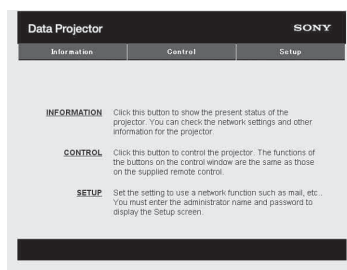 Data Projector SONY
Information Control Setup
INFORMATION Click this button to show the present status of the
projector. You can check the network settings and other
information for the projector.
CONTROL Click this button to control the projector. The functions of
the buttons on the control window are the same as those
on the supplied remote control.
SETUP Set the setting to use a network function such as mail, etc..
You must enter the administrator name and password to
display the Setup screen.